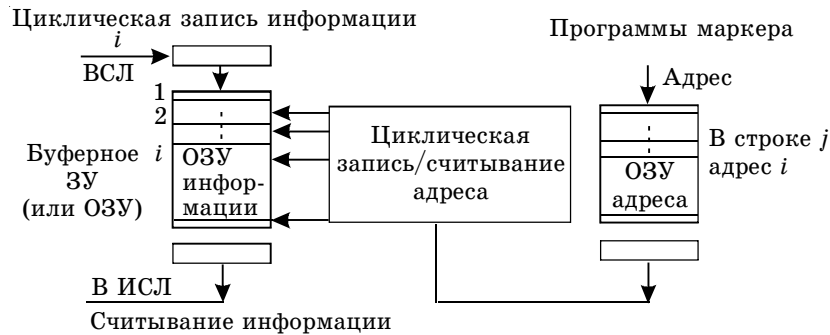 Циклическая запись информации
i
ВСЛ
1
2
i
Буферное
ЗУ
(или ОЗУ)
ОЗУ
инфор-
мации
В ИСЛ
Считывание информации
Циклическая
запись/считывание
адреса
Программы маркера
Адрес
ОЗУ
адреса
В строке j
адрес i